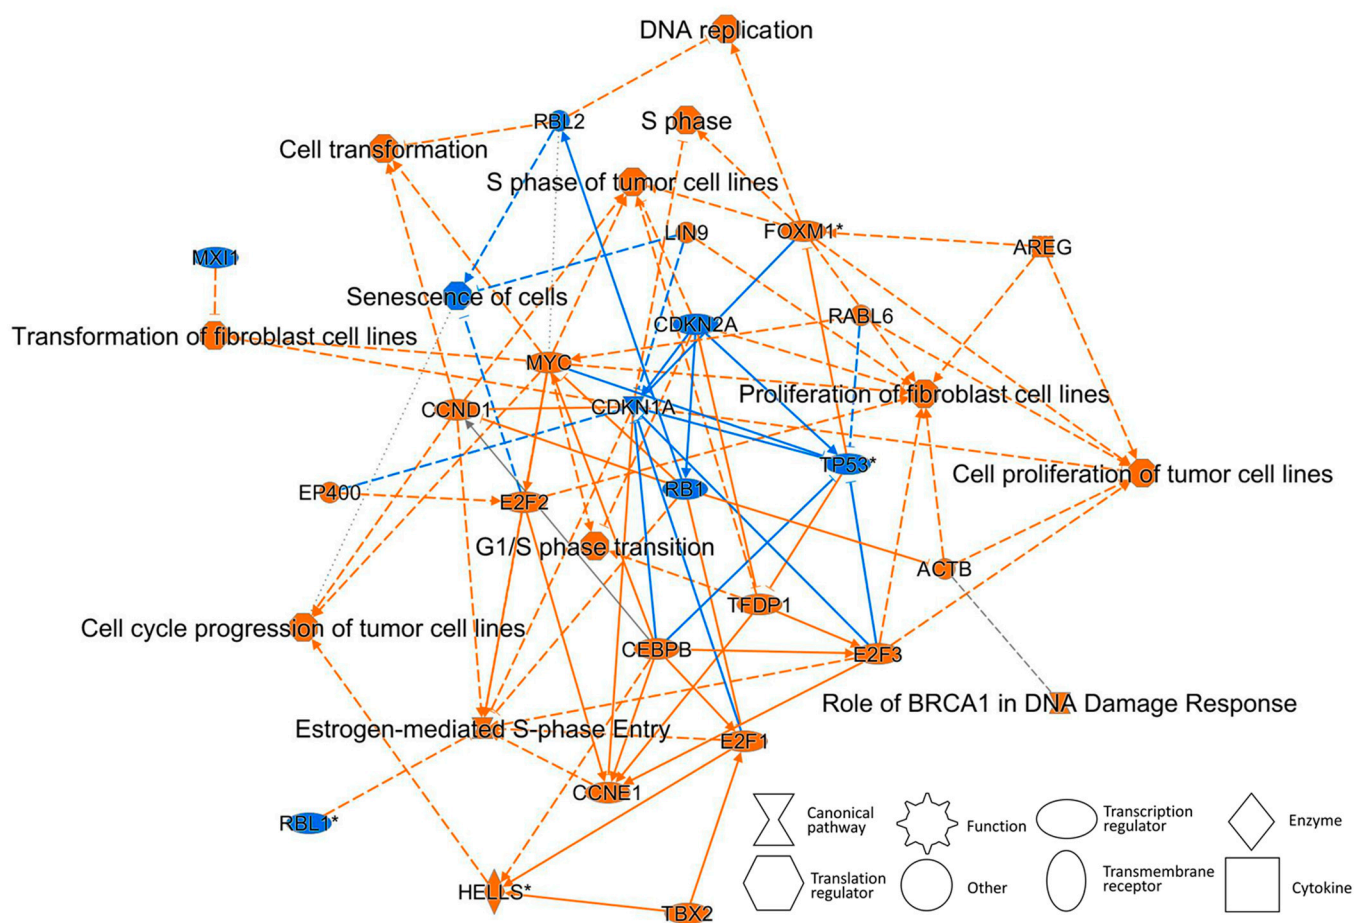 DNA replication
RBL2
S phase
Cell transformation
S phase of tumor cell lines
LIN9
FOXM1*
AREG
MXI1
Senescence of cells
CDKN2A
RABL6
Transformation of fibroblast cell lines
MYC
Proliferation of fibroblast cell lines
CCND1
CDKN1A
TP53*
Cell proliferation of tumor cell lines
EP400
E2F2
RB1
G1/S phase transition
ACTB
TFDP1
Cell cycle progression of tumor cell lines
CEBPB
E2F3
Role of BRCA1 in DNA Damage Response
Estrogen-mediated S-phase Entry
E2F1
CCNE1
RBL1*
HELLS*
TBX2
Canonical
pathway
Function
Transcription
regulator
Enzyme
Translation
regulator
Other
Transmembrane
receptor
Cytokine